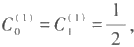 $C_0^{(1)} = C_1^{(1)} = \frac{1}{2},$